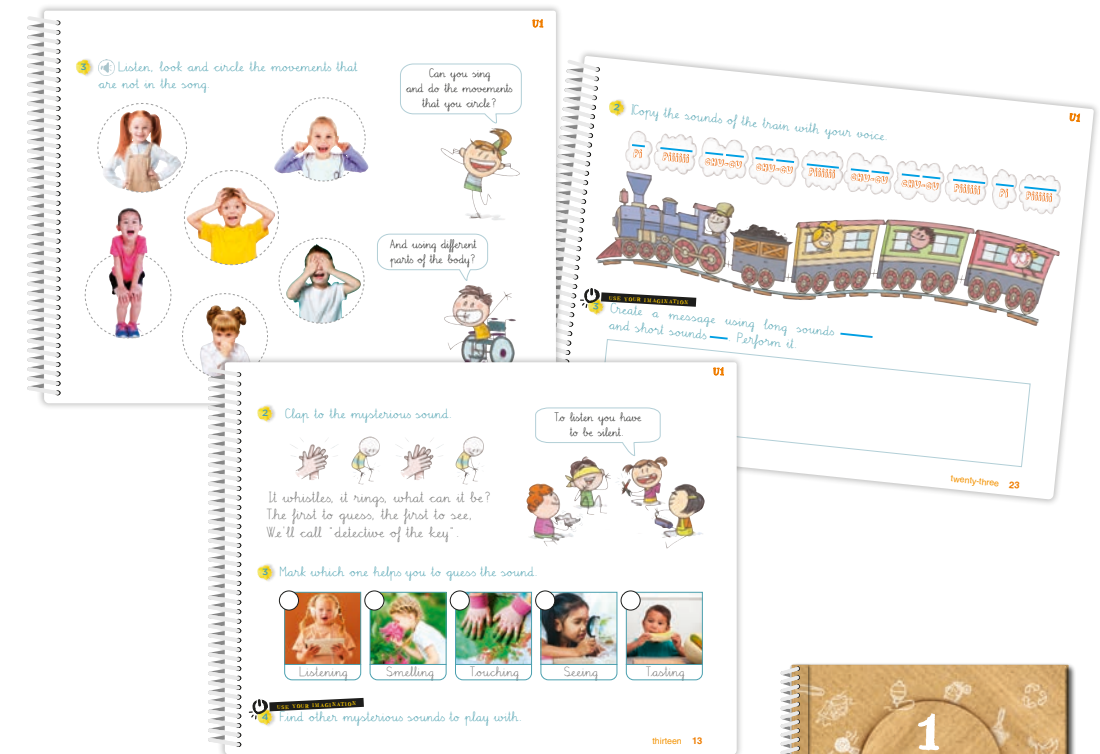 U1
3 Listen, look and circle the movements that
are not in the song.
Can you sing
and do the movements
that you circle?
And using different
parts of the body?
U1
2 Copy the sounds of the train with your voice.
Pi Piiiiii CHU-CU CHU-CU Piiiiii CHU-CU CHU-CU Piiiiii Pi Piiiiii
USE YOUR IMAGINATION
3 Create a message using long sounds
and short sounds. Perform it.
twenty-three 23
U1
2 Clap to the mysterious sound.
To listen you have
to be silent.
It whistles, it rings, what can it be?
The first to guess, the first to see,
We'll call "detective of the key".
3 Mark which one helps you to guess the sound.
Listening Smelling Touching Seeing Tasting
USE YOUR IMAGINATION
4 Find other mysterious sounds to play with.
thirteen 13
1